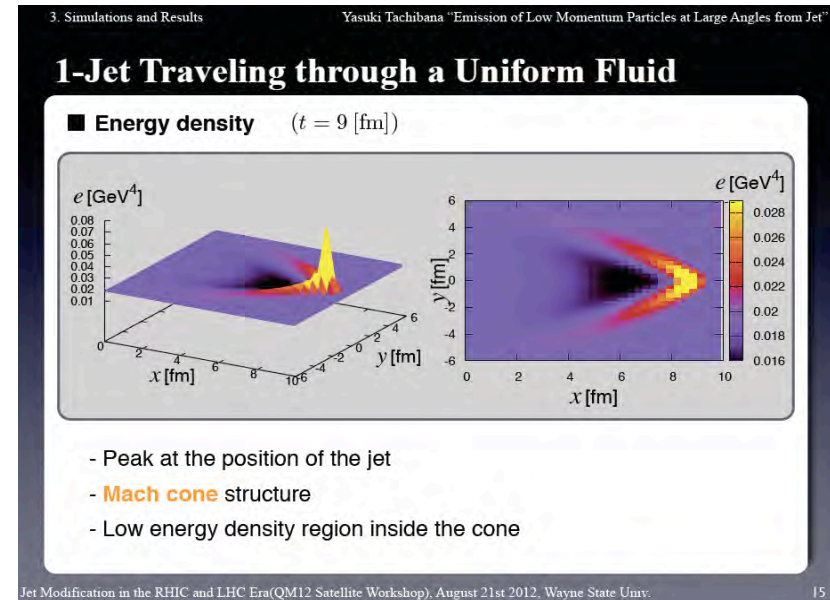 3. Simulations and Results
Yasuki Tachibana “Emission of Low Momentum Particles at Large Angles from Jet”
1-Jet Traveling through a Uniform Fluid
■ Energy density (t = 9 [fm])
e [GeV⁴]
0.08
0.07
0.06
0.05
0.04
0.03
0.02
0.01
0
2
4
6
8
10
x [fm]
-6
-4
-2
0
2
4
6
y [fm]
6
4
2
0
-2
-4
-6
y [fm]
0 2 4 6 8 10
x [fm]
e [GeV⁴]
0.028
0.026
0.024
0.022
0.02
0.018
0.016
- Peak at the position of the jet
- Mach cone structure
- Low energy density region inside the cone
Jet Modification in the RHIC and LHC Era(QM12 Satellite Workshop), August 21st 2012, Wayne State Univ.
15